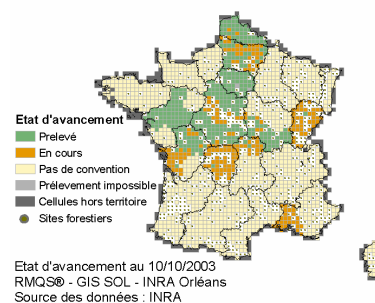 Etat d'avancement
Prelevé
En cours
Pas de convention
Prélevement impossible
Cellules hors territoire
Sites forestiers
Etat d'avancement au 10/10/2003
RMQS® - GIS SOL - INRA Orléans
Source des données : INRA